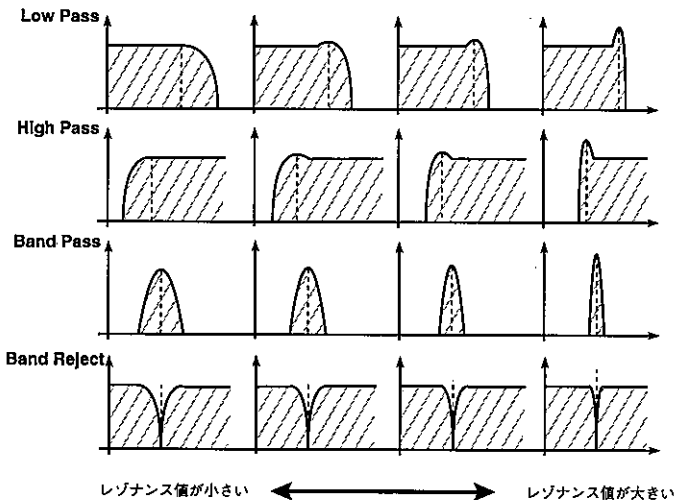 Low Pass
High Pass
Band Pass
Band Reject
レゾナンス値が小さい
レゾナンス値が大きい